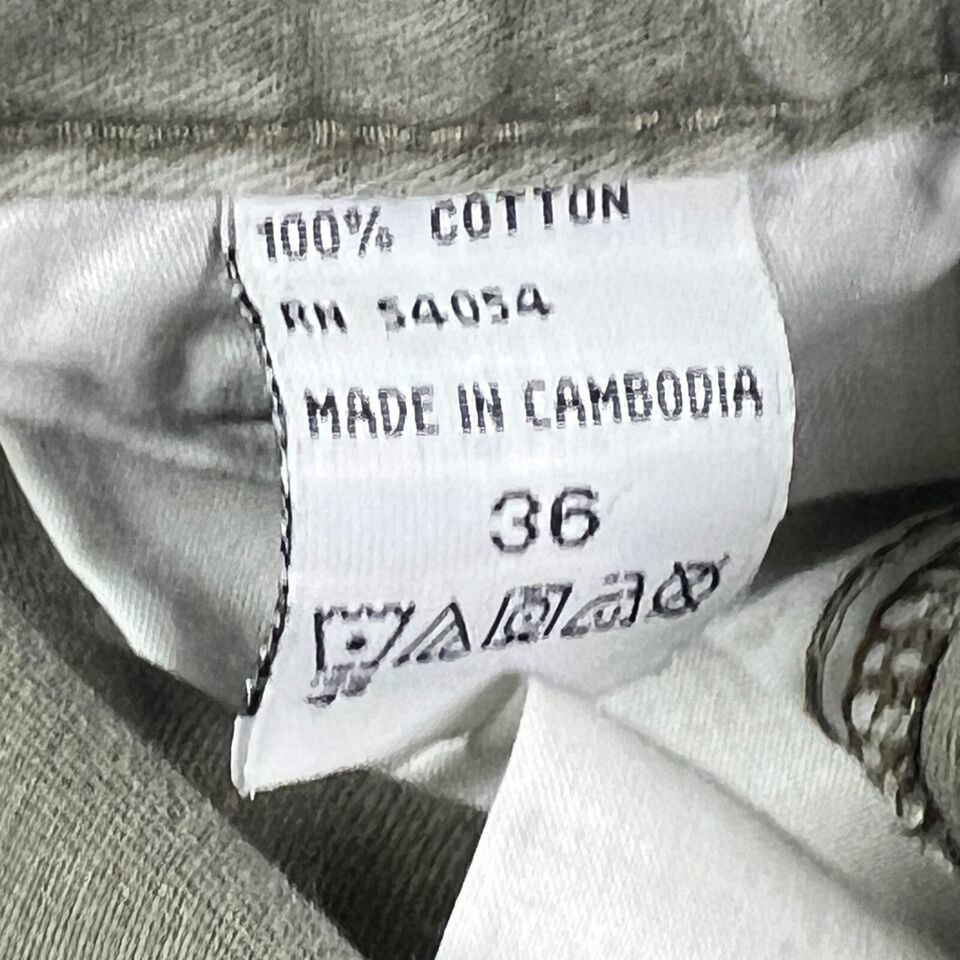 100% COTTON
RN 54054
MADE IN CAMBODIA
36